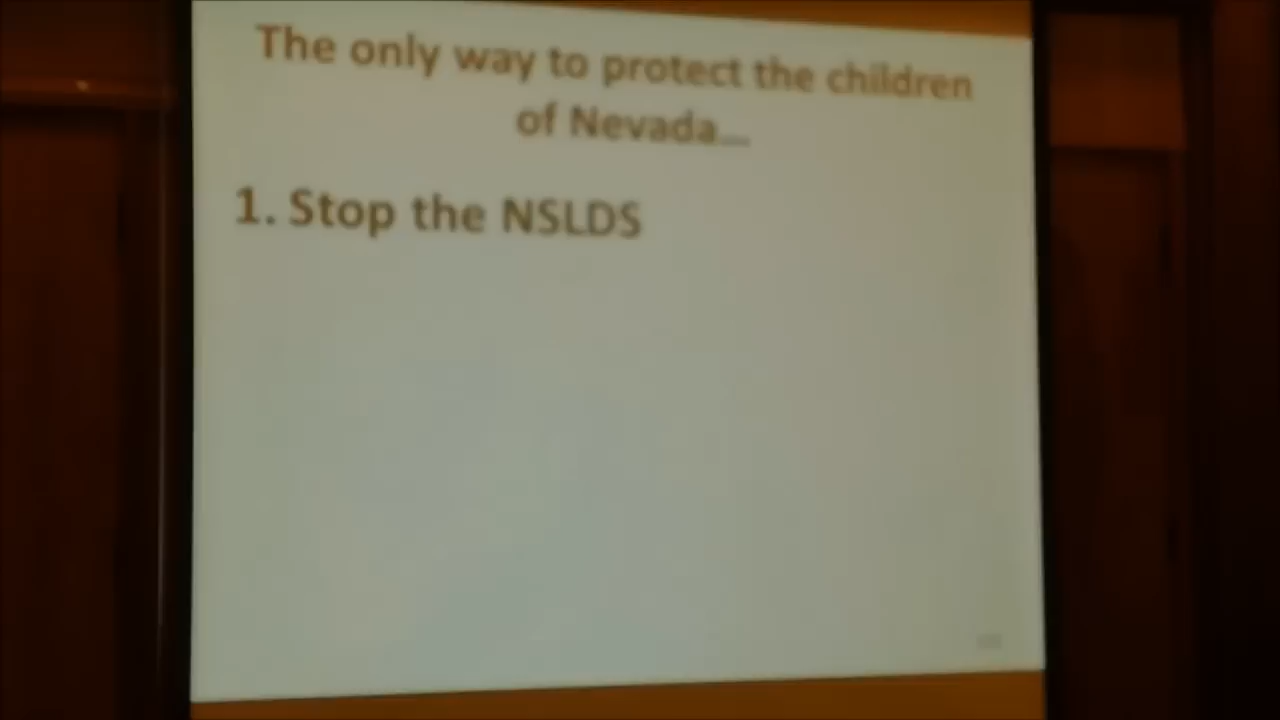 The only way to protect the children
of Nevada...
1. Stop the NSLDS